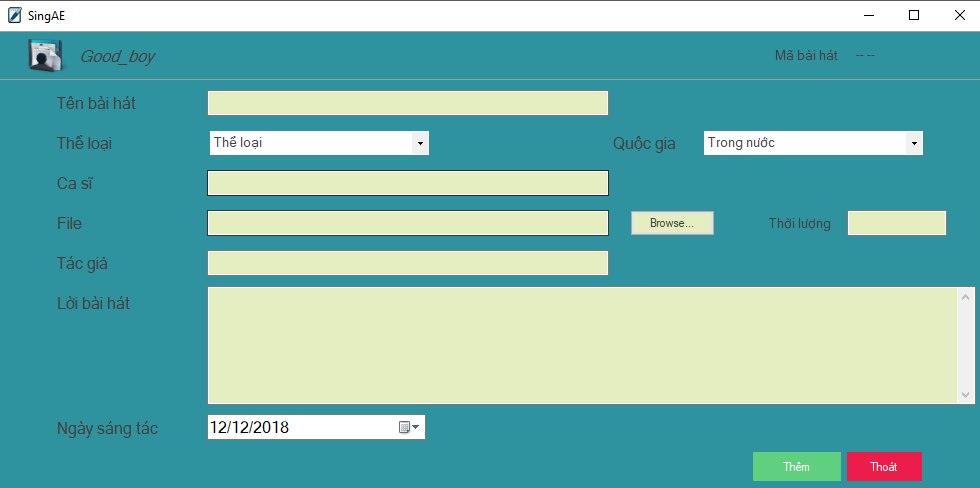 SingAE
Good_boy
Mã bài hát -- --
Tên bài hát
Thể loại Thể loại Quốc gia Trong nước
Ca sĩ
File Browse... Thời lượng
Tác giả
Lời bài hát
Ngày sáng tác 12/12/2018
Thêm Thoát